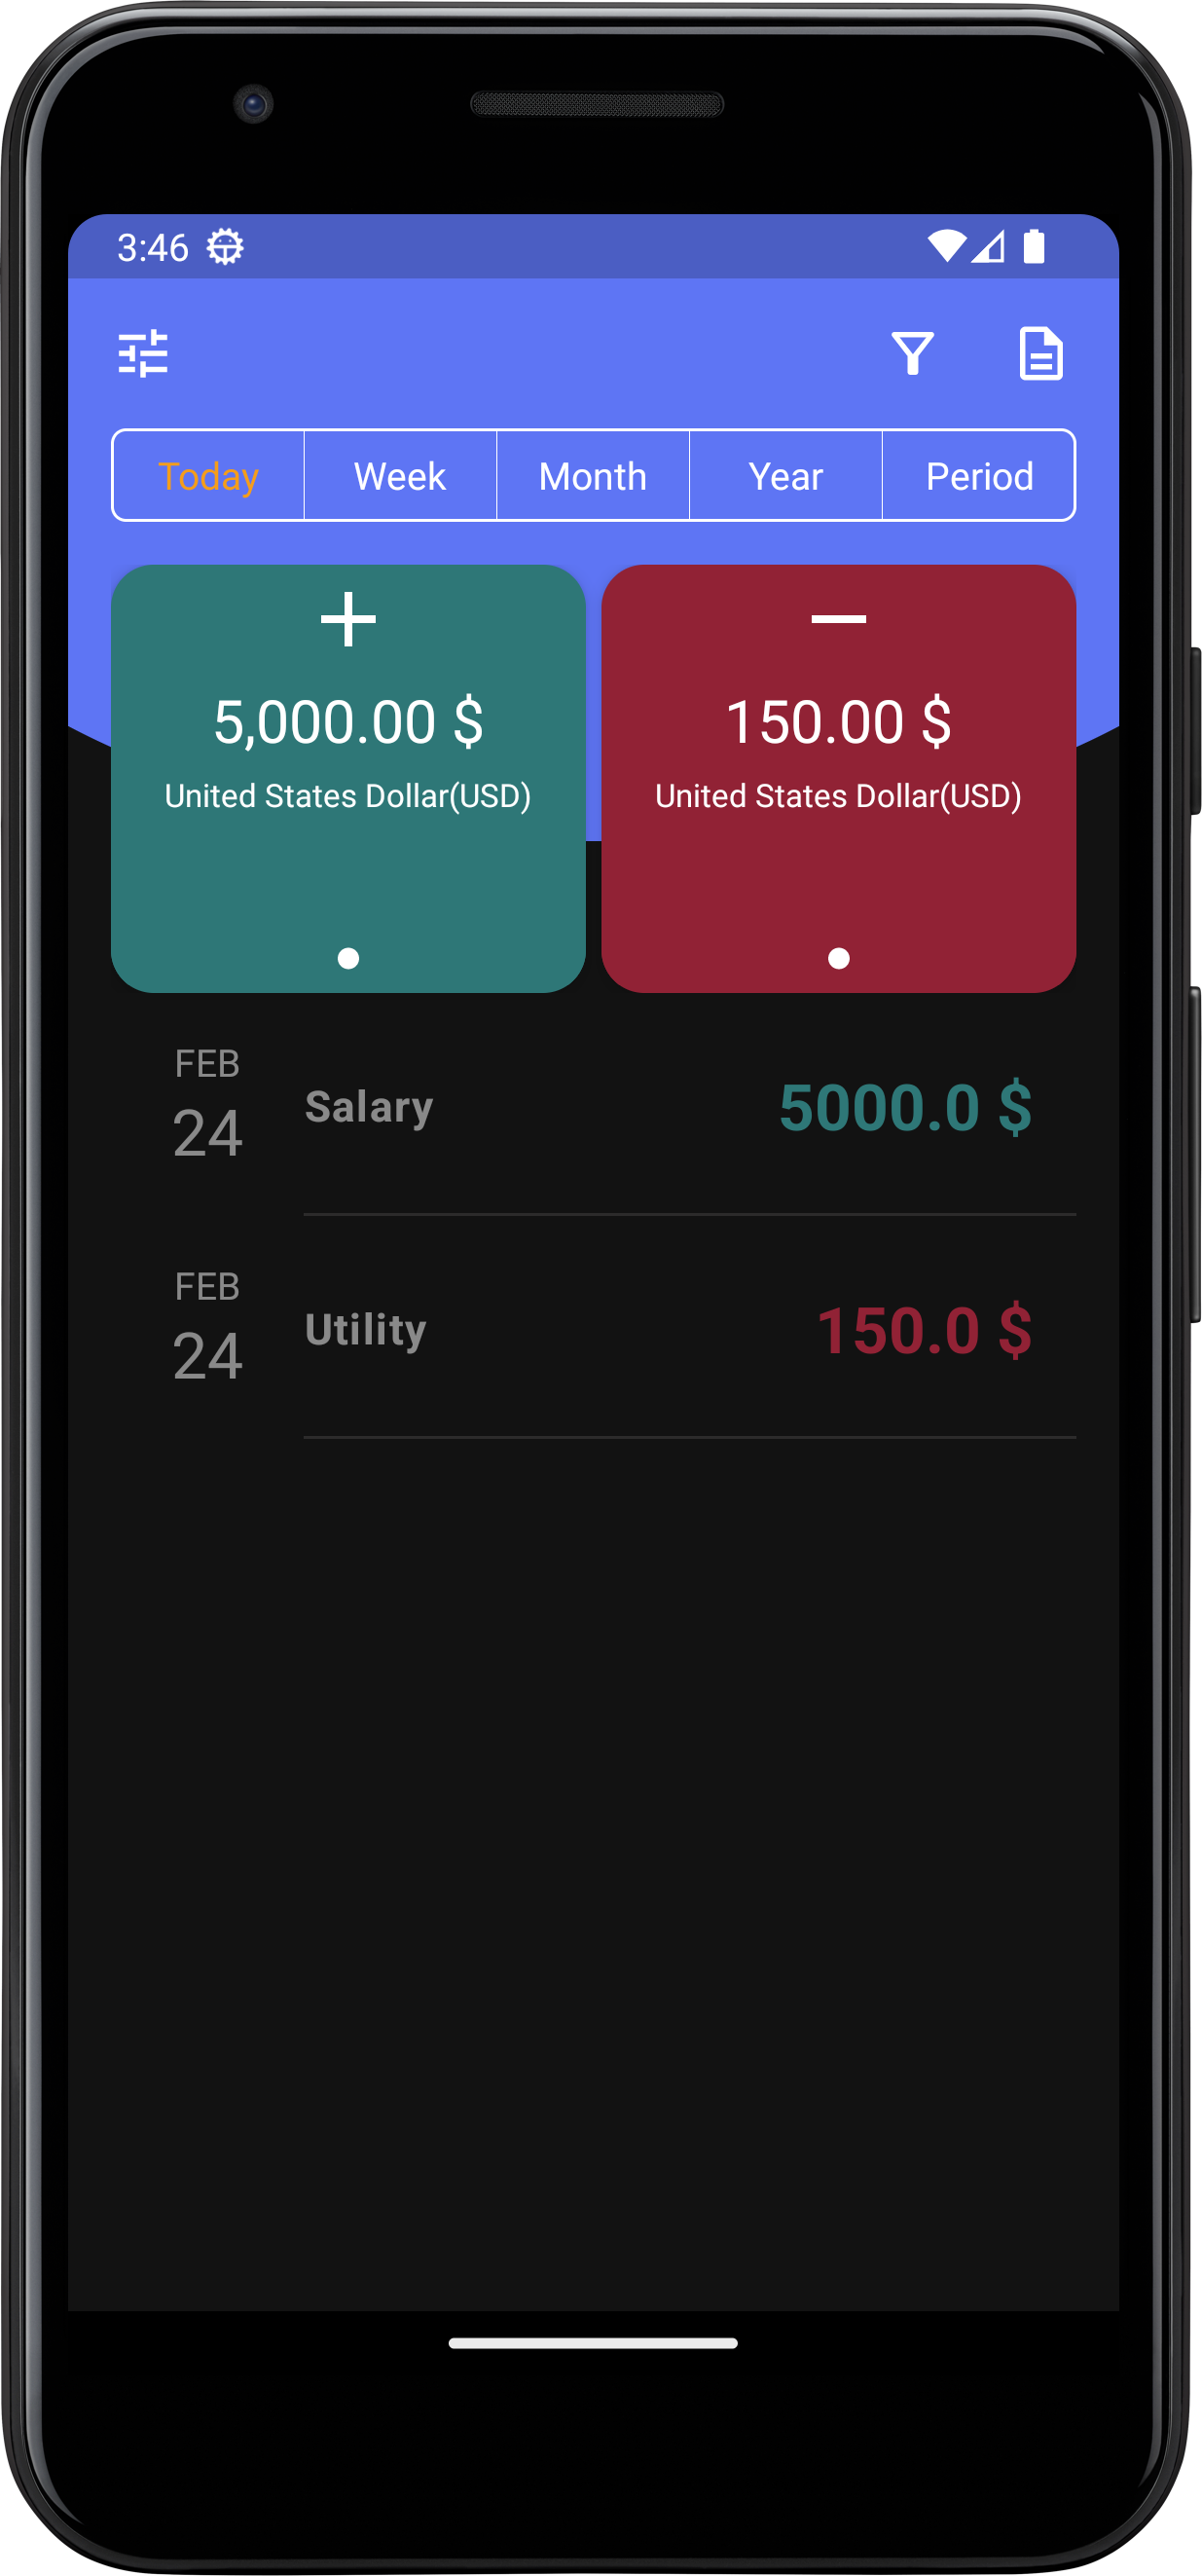 3:46
Today Week Month Year Period
5,000.00 $
United States Dollar(USD)
150.00 $
United States Dollar(USD)
FEB
24
Salary
5000.0 $
FEB
24
Utility
150.0 $